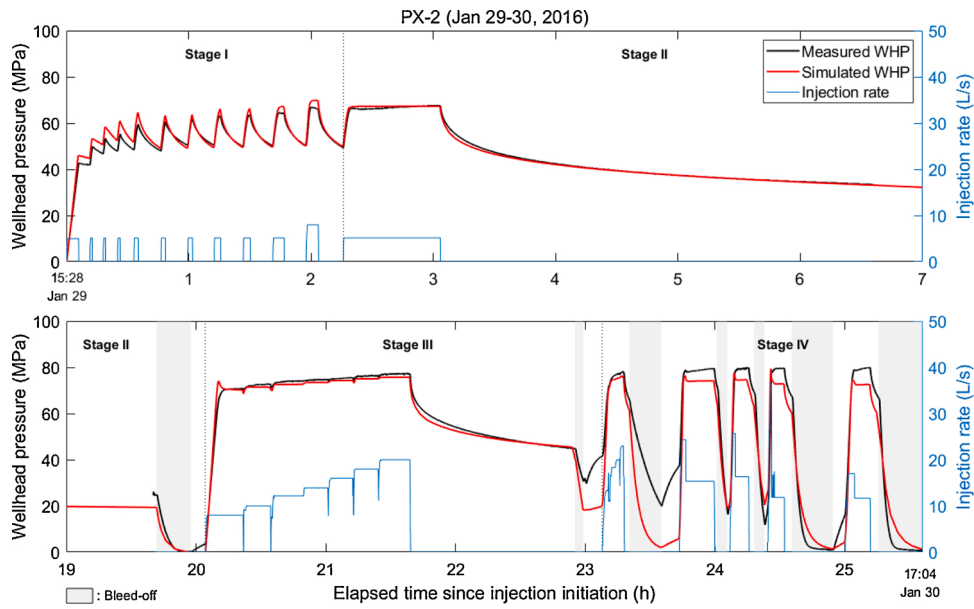 PX-2 (Jan 29-30, 2016)
Wellhead pressure (MPa)
100
80
60
40
20
0
Stage I
Stage II
Measured WHP
Simulated WHP
Injection rate
50
40
30
20
10
0
Injection rate (L/s)
15:28
Jan 29
1
2
3
4
5
6
7
Wellhead pressure (MPa)
100
80
60
40
20
0
Stage II
Stage III
Stage IV
50
40
30
20
10
0
Injection rate (L/s)
19
20
21
22
23
24
25
17:04
Jan 30
: Bleed-off
Elapsed time since injection initiation (h)